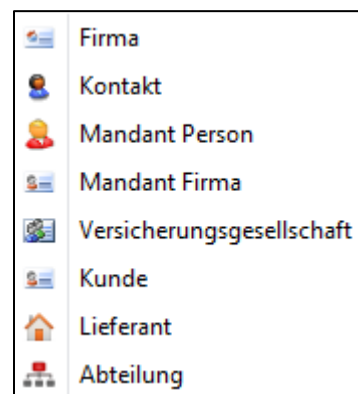 Firma
Kontakt
Mandant Person
Mandant Firma
Versicherungsgesellschaft
Kunde
Lieferant
Abteilung